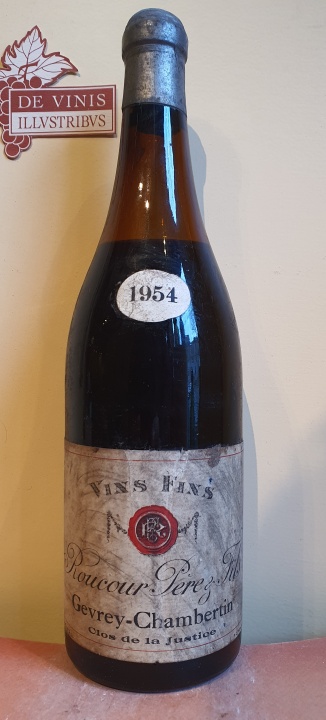 DE VINIS
ILLVSTRIBVS
1954
VINS FINS
Roucour Père & Fils
Gevrey-Chambertin
Clos de la Justice